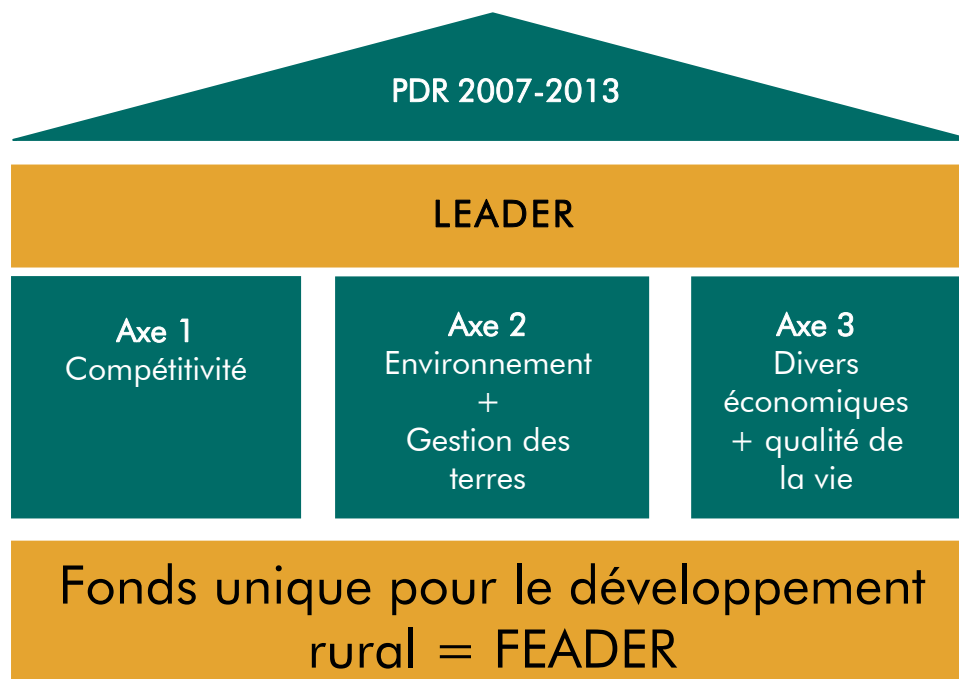 PDR 2007-2013
LEADER
Axe 1
Compétitivité
Axe 2
Environnement
+
Gestion des
terres
Axe 3
Divers
économiques
+ qualité de
la vie
Fonds unique pour le développement
rural = FEADER